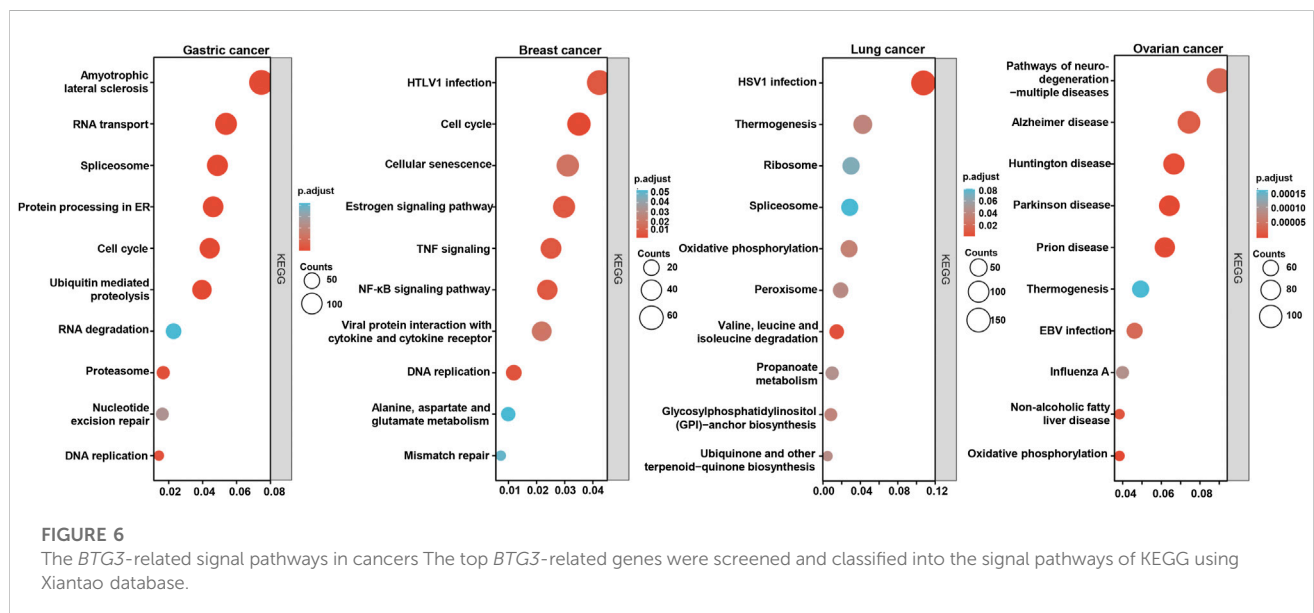 Gastric cancer
Amyotrophic
lateral sclerosis
RNA transport
Spliceosome
Protein processing in ER
Cell cycle
Ubiquitin mediated
proteolysis
RNA degradation
Proteasome
Nucleotide
excision repair
DNA replication
0.02 0.04 0.06 0.08
KEGG
p.adjust
Counts
50
100
Breast cancer
HTLV1 infection
Cell cycle
Cellular senescence
Estrogen signaling pathway
TNF signaling
NF-κB signaling pathway
Viral protein interaction with
cytokine and cytokine receptor
DNA replication
Alanine, aspartate and
glutamate metabolism
Mismatch repair
0.01 0.02 0.03 0.04
KEGG
p.adjust
0.05
0.04
0.03
0.02
0.01
Counts
20
40
60
Lung cancer
HSV1 infection
Thermogenesis
Ribosome
Spliceosome
Oxidative phosphorylation
Peroxisome
Valine, leucine and
isoleucine degradation
Propanoate
metabolism
Glycosylphosphatidylinositol
(GPI)−anchor biosynthesis
Ubiquinone and other
terpenoid−quinone biosynthesis
0.00 0.04 0.08 0.12
KEGG
p.adjust
0.08
0.06
0.04
0.02
Counts
50
100
150
Ovarian cancer
Pathways of neuro-
degeneration
−multiple diseases
Alzheimer disease
Huntington disease
Parkinson disease
Prion disease
Thermogenesis
EBV infection
Influenza A
Non-alcoholic fatty
liver disease
Oxidative phosphorylation
0.04 0.06 0.08
KEGG
p.adjust
0.00015
0.00010
0.00005
Counts
60
80
100
FIGURE 6
The BTG3-related signal pathways in cancers The top BTG3-related genes were screened and classified into the signal pathways of KEGG using
Xiantao database.